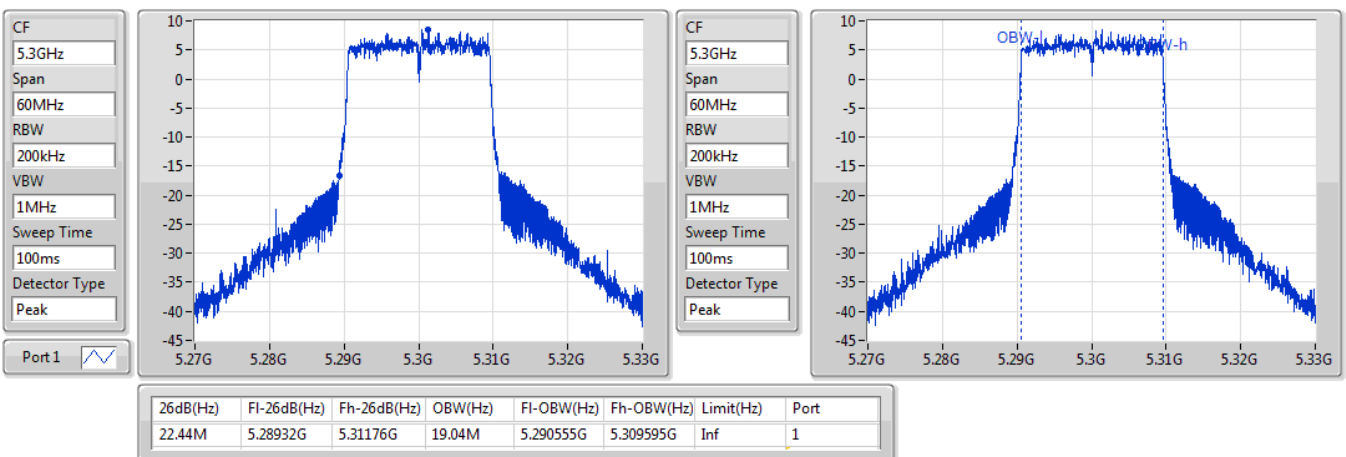 CF
5.3GHz
Span
60MHz
RBW
200kHz
VBW
1MHz
Sweep Time
100ms
Detector Type
Peak
Port 1
10
5
0
-5
-10
-15
-20
-25
-30
-35
-40
-45
5.27G 5.28G 5.29G 5.3G 5.31G 5.32G 5.33G
CF
5.3GHz
Span
60MHz
RBW
200kHz
VBW
1MHz
Sweep Time
100ms
Detector Type
Peak
10
5
0
-5
-10
-15
-20
-25
-30
-35
-40
-45
5.27G 5.28G 5.29G 5.3G 5.31G 5.32G 5.33G
26dB(Hz) Fl-26dB(Hz) Fh-26dB(Hz) OBW(Hz) Fl-OBW(Hz) Fh-OBW(Hz) Limit(Hz) Port
22.44M 5.28932G 5.31176G 19.04M 5.290555G 5.309595G Inf 1